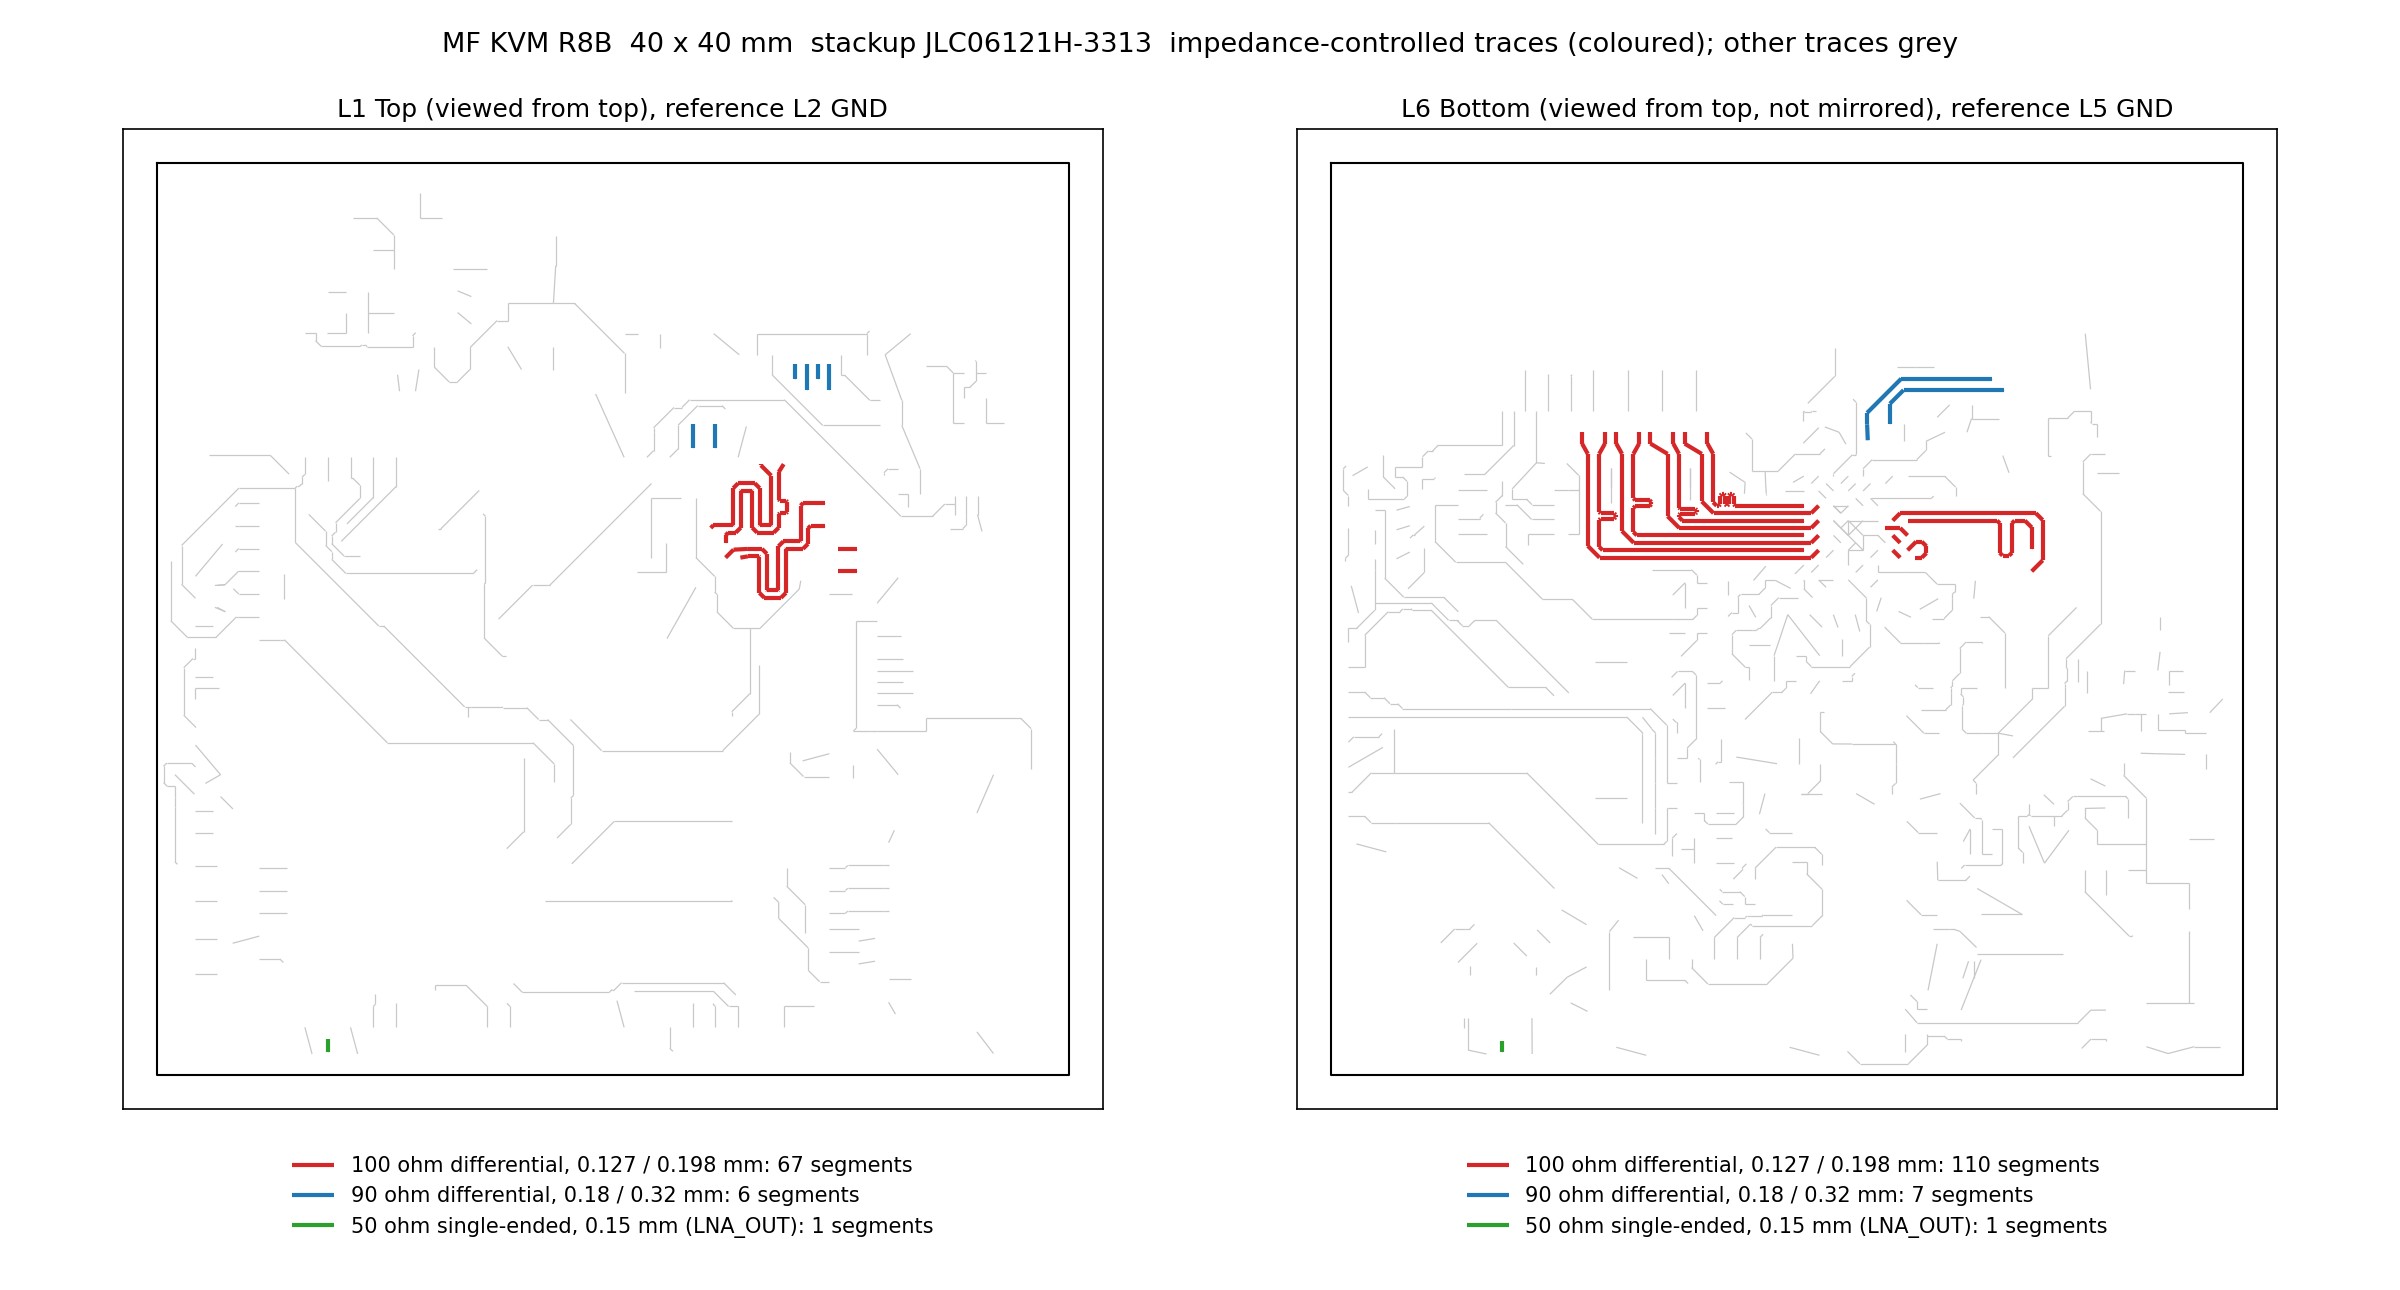 MF KVM R8B  40 x 40 mm  stackup JLC06121H-3313  impedance-controlled traces (coloured); other traces grey
L1 Top (viewed from top), reference L2 GND
100 ohm differential, 0.127 / 0.198 mm: 67 segments
90 ohm differential, 0.18 / 0.32 mm: 6 segments
50 ohm single-ended, 0.15 mm (LNA_OUT): 1 segments
L6 Bottom (viewed from top, not mirrored), reference L5 GND
100 ohm differential, 0.127 / 0.198 mm: 110 segments
90 ohm differential, 0.18 / 0.32 mm: 7 segments
50 ohm single-ended, 0.15 mm (LNA_OUT): 1 segments